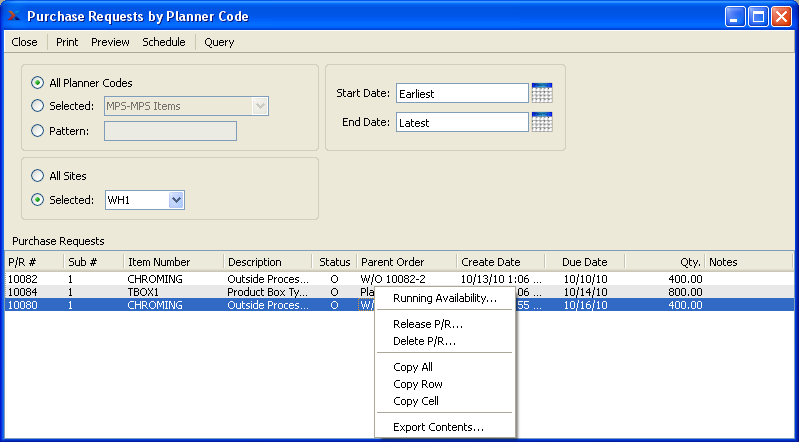 Purchase Requests by Planner Code
Close Print Preview Schedule Query
All Planner Codes
Selected: MPS-MPS Items
Pattern:
Start Date: Earliest
End Date: Latest
All Sites
Selected: WH1
Purchase Requests
P/R # Sub # Item Number Description Status Parent Order Create Date Due Date Qty. Notes
10082 1 CHROMING Outside Proces... O W/O 10082-2 10/13/10 1:06 ... 10/10/10 400.00
10084 1 TBOX1 Product Box Ty... O Pla :06 ... 10/14/10 800.00
10080 1 CHROMING Outside Proces... O W/ 55 ... 10/16/10 400.00
Running Availability...
Release P/R...
Delete P/R...
Copy All
Copy Row
Copy Cell
Export Contents...